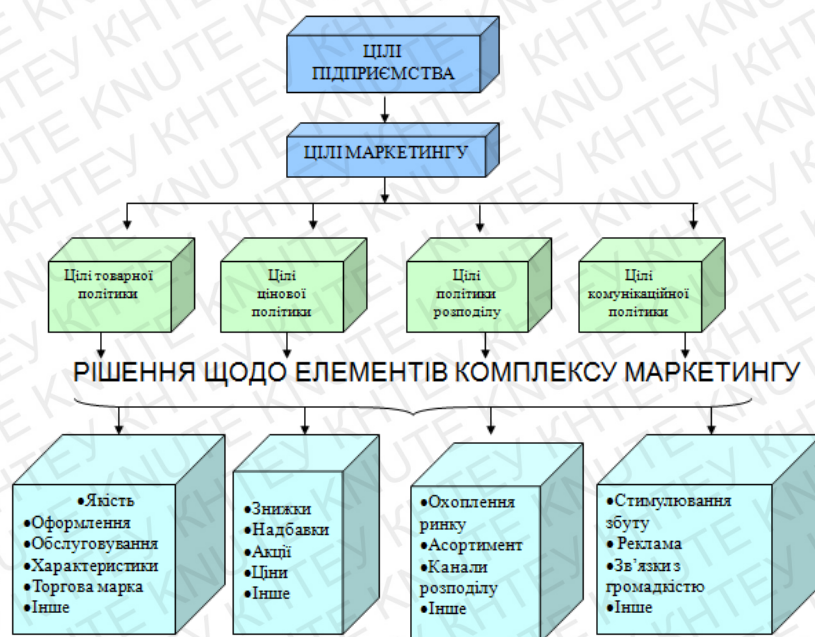 ЦІЛІ
ПІДПРИЄМСТВА
ЦІЛІ МАРКЕТИНГУ
Цілі товарної
політики
Цілі
цінової
політики
Цілі
політики
розподілу
Цілі
комунікаційної
політики
РІШЕННЯ ЩОДО ЕЛЕМЕНТІВ КОМПЛЕКСУ МАРКЕТИНГУ
•Якість
•Оформлення
•Обслуговування
•Характеристики
•Торгова марка
•Інше
•Знижки
•Надбавки
•Акції
•Ціни
•Інше
•Охоплення
ринку
•Асортимент
•Канали
розподілу
•Інше
•Стимулювання
збуту
• Реклама
•Зв’язки з
громадкістю
•Інше
KNUTE КНТЕУ